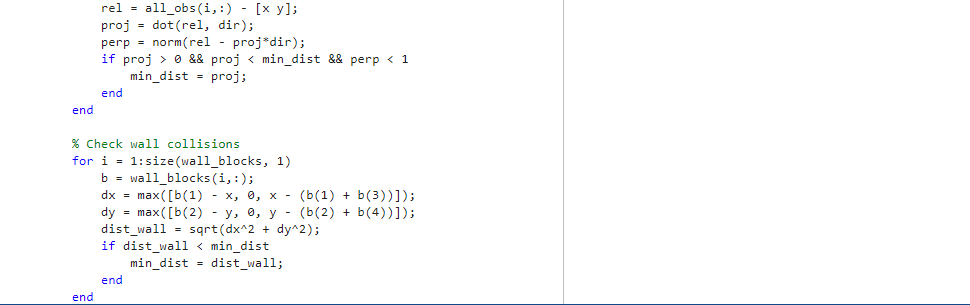 rel = all_obs(i,:) - [x y];
proj = dot(rel, dir);
perp = norm(rel - proj*dir);
if proj > 0 && proj < min_dist && perp < 1
min_dist = proj;
end
end
% Check wall collisions
for i = 1:size(wall_blocks, 1)
b = wall_blocks(i,:);
dx = max([b(1) - x, 0, x - (b(1) + b(3))]);
dy = max([b(2) - y, 0, y - (b(2) + b(4))]);
dist_wall = sqrt(dx^2 + dy^2);
if dist_wall < min_dist
min_dist = dist_wall;
end
end